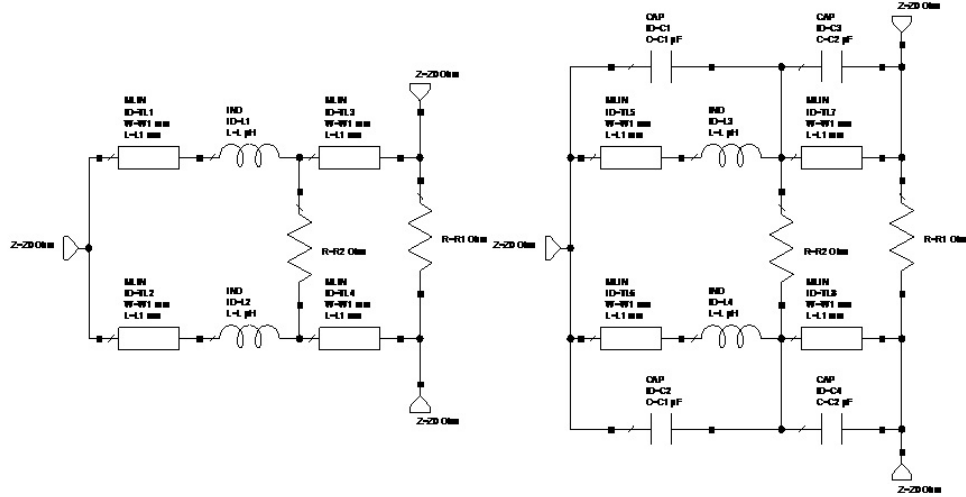 Z=Z0 Ohm
MLIN
ID=TL1
W=W1 mm
L=L1 mm
IND
ID=L1
L=L pH
MLIN
ID=TL3
W=W1 mm
L=L1 mm
Z=Z0 Ohm
R=R2 Ohm
R=R1 Ohm
MLIN
ID=TL2
W=W1 mm
L=L1 mm
IND
ID=L2
L=L pH
MLIN
ID=TL4
W=W1 mm
L=L1 mm
Z=Z0 Ohm
CAP
ID=C1
C=C1 pF
CAP
ID=C3
C=C2 pF
Z=Z0 Ohm
MLIN
ID=TL5
W=W1 mm
L=L1 mm
IND
ID=L3
L=L pH
MLIN
ID=TL7
W=W1 mm
L=L1 mm
Z=Z0 Ohm
R=R2 Ohm
R=R1 Ohm
MLIN
ID=TL6
W=W1 mm
L=L1 mm
IND
ID=L4
L=L pH
MLIN
ID=TL8
W=W1 mm
L=L1 mm
CAP
ID=C2
C=C1 pF
CAP
ID=C4
C=C2 pF
Z=Z0 Ohm